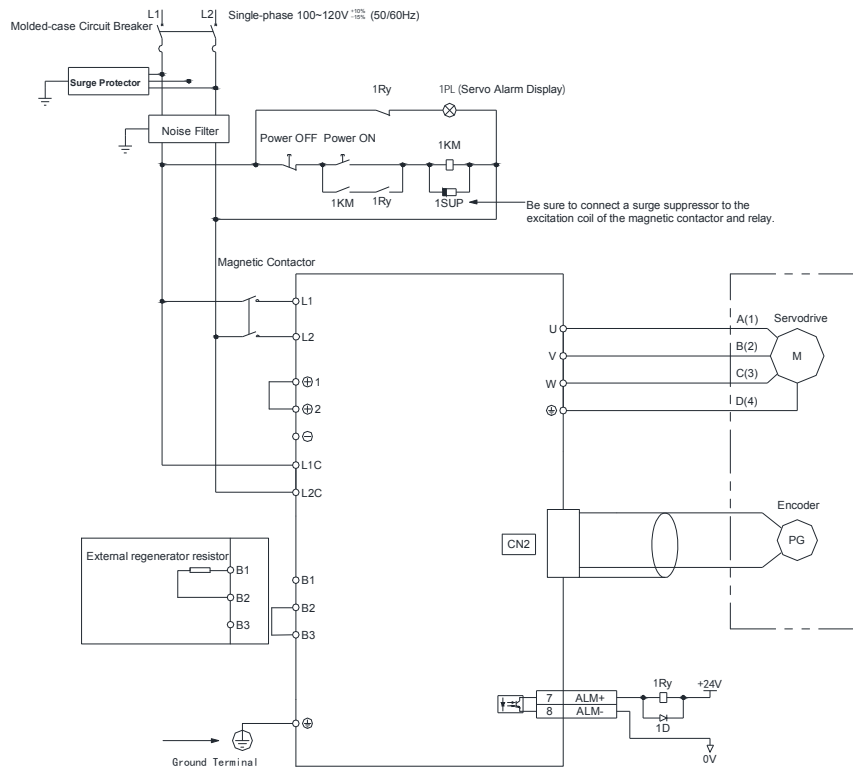 L1 L2 Single-phase 100~120V +10% -15% (50/60Hz)
Molded-case Circuit Breaker
Surge Protector
Noise Filter
1Ry 1PL (Servo Alarm Display)
Power OFF Power ON 1KM
1KM 1Ry 1SUP
Be sure to connect a surge suppressor to the
excitation coil of the magnetic contactor and relay.
Magnetic Contactor
L1
L2
1
2
L1C
L2C
U
V
W
A(1)
B(2)
C(3)
D(4)
Servodrive
M
Encoder
PG
CN2
External regenerator resistor
B1
B2
B3
B1
B2
B3
7 ALM+
8 ALM-
1Ry +24V
1D
0V
Ground Terminal